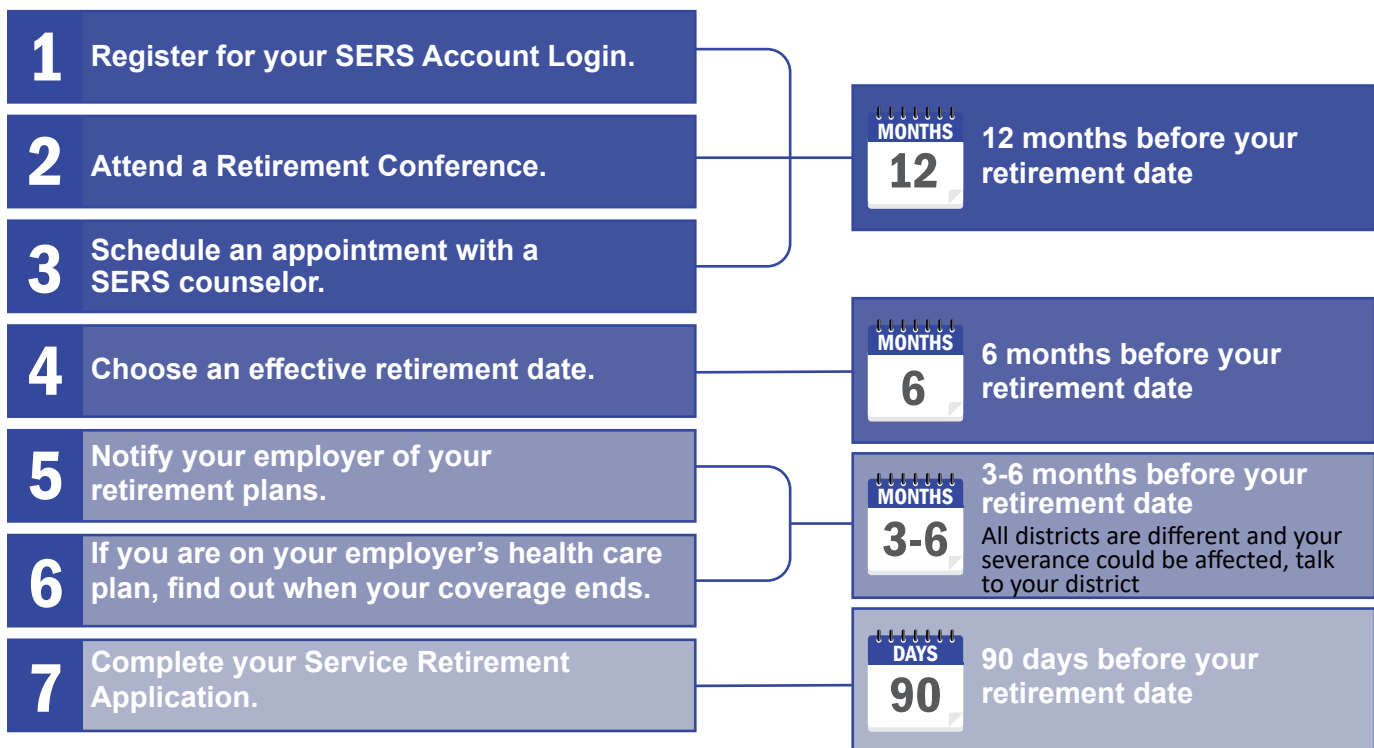 1
Register for your SERS Account Login.
2
Attend a Retirement Conference.
3
Schedule an appointment with a
SERS counselor.
MONTHS
12
12 months before your
retirement date
4
Choose an effective retirement date.
MONTHS
6
6 months before your
retirement date
5
Notify your employer of your
retirement plans.
6
If you are on your employer’s health care
plan, find out when your coverage ends.
MONTHS
3-6
3-6 months before your
retirement date
All districts are different and your
severance could be affected, talk
to your district
7
Complete your Service Retirement
Application.
DAYS
90
90 days before your
retirement date